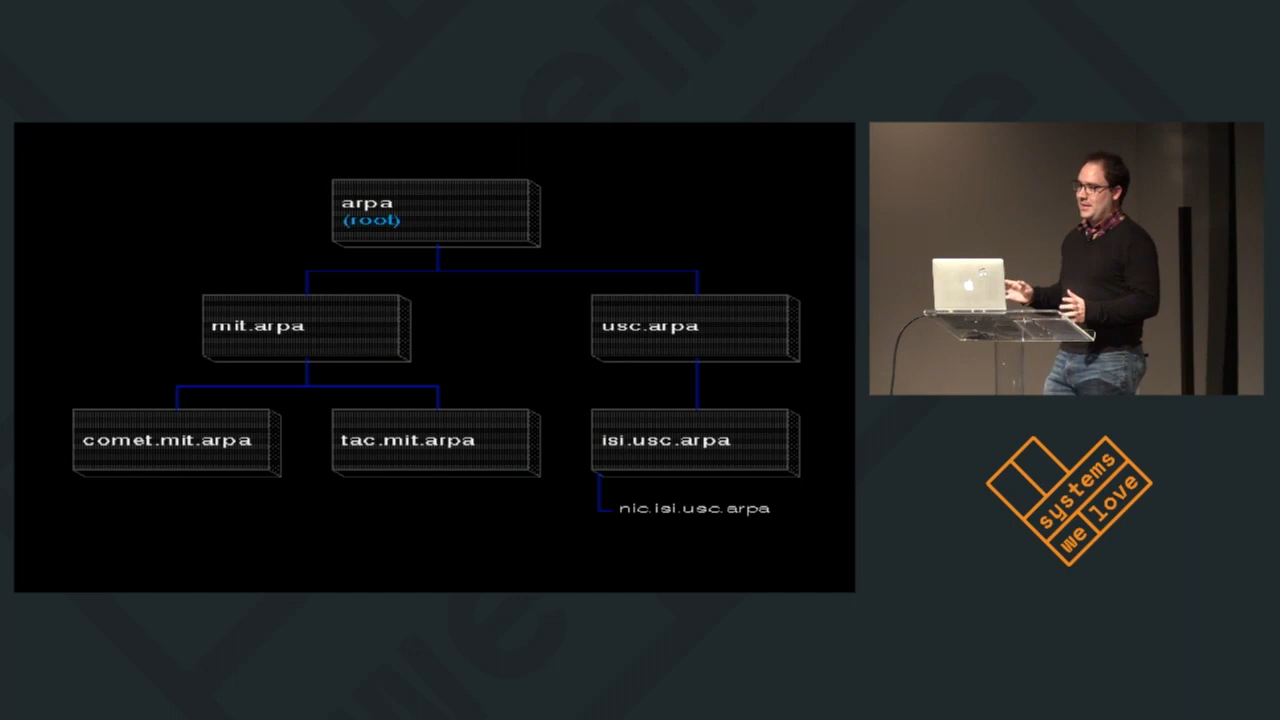 arpa
(root)
mit.arpa
usc.arpa
comet.mit.arpa
tac.mit.arpa
isi.usc.arpa
nic.isi.usc.arpa
systems
we love